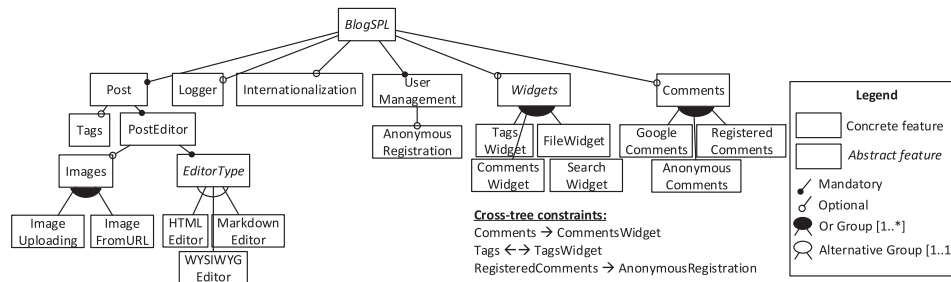 BlogSPL
Post
Logger
Internationalization
User
Management
Widgets
Comments
Tags
PostEditor
Anonymous
Registration
Tags
Widget
FileWidget
Google
Comments
Registered
Comments
Images
EditorType
Comments
Widget
Search
Widget
Anonymous
Comments
Image
Uploading
Image
FromURL
HTML
Editor
Markdown
Editor
WYSIWYG
Editor
Cross-tree constraints:
Comments → CommentsWidget
Tags ←→ TagsWidget
RegisteredComments → AnonymousRegistration
Legend
Concrete feature
Abstract feature
Mandatory
Optional
Or Group [1..*]
Alternative Group [1..1